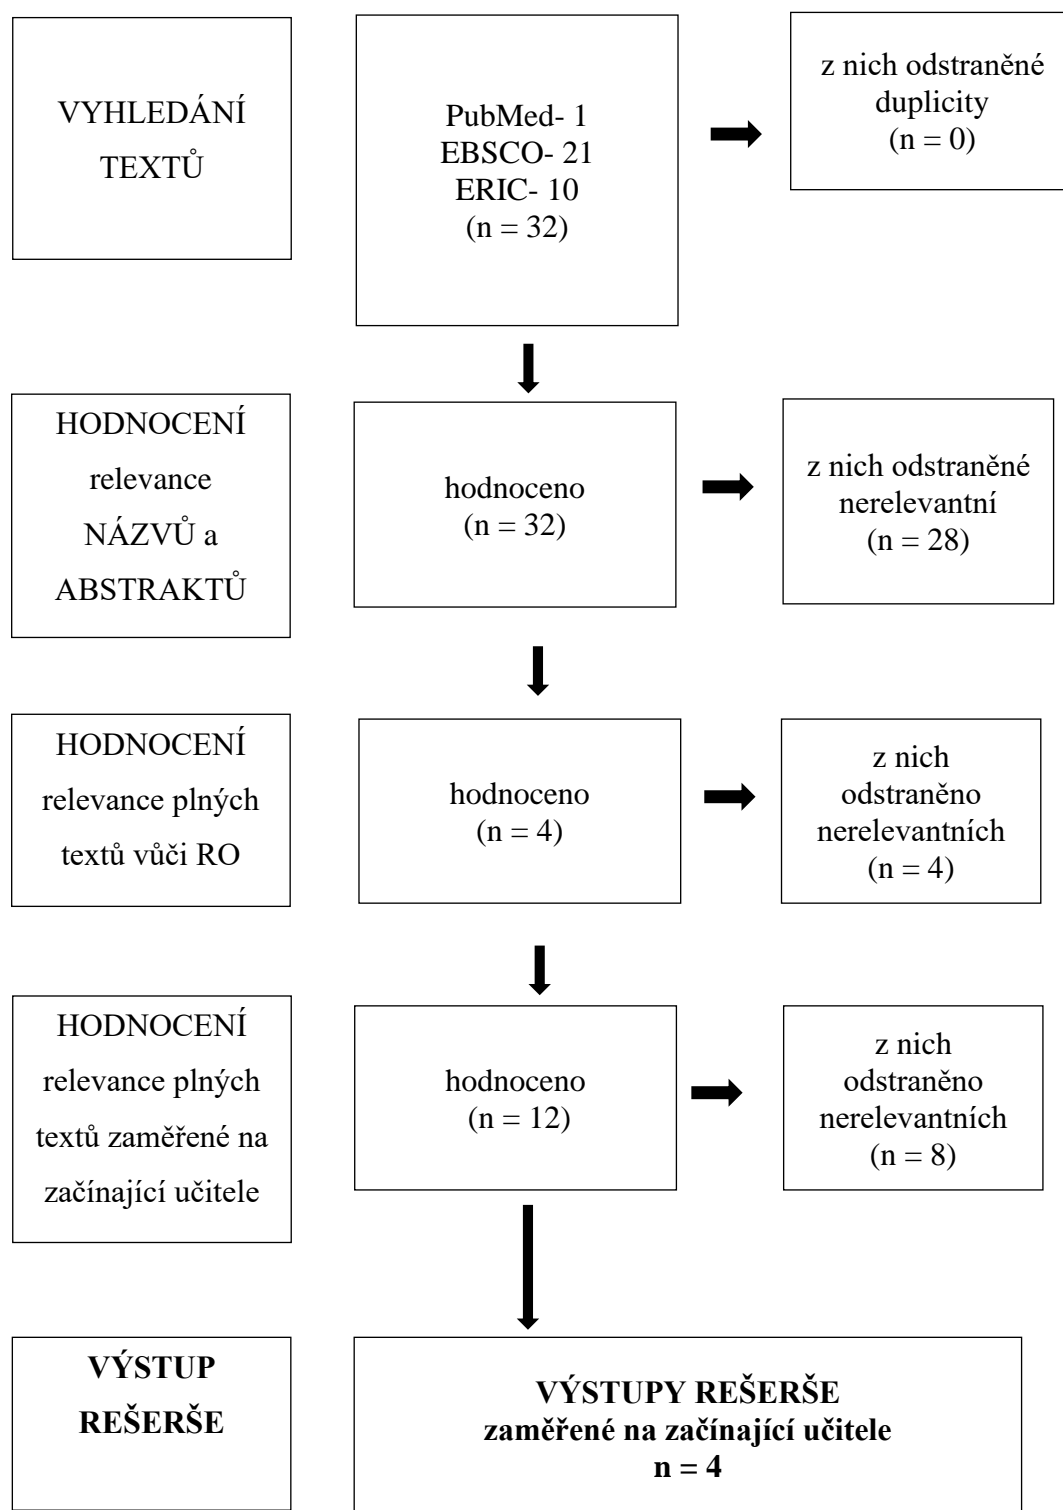 VYHLEDÁNÍ
TEXTŮ
PubMed- 1
EBSCO- 21
ERIC- 10
(n = 32)
z nich odstraněné
duplicity
(n = 0)
HODNOCENÍ
relevance
NÁZVŮ a
ABSTRAKTŮ
hodnoceno
(n = 32)
z nich odstraněné
nerelevantní
(n = 28)
HODNOCENÍ
relevance plných
textů vůči RO
hodnoceno
(n = 4)
z nich
odstraněno
nerelevantních
(n = 4)
HODNOCENÍ
relevance plných
textů zaměřené na
začínající učitele
hodnoceno
(n = 12)
z nich
odstraněno
nerelevantních
(n = 8)
VÝSTUP
REŠERŠE
VÝSTUPY REŠERŠE
zaměřené na začínající učitele
n = 4